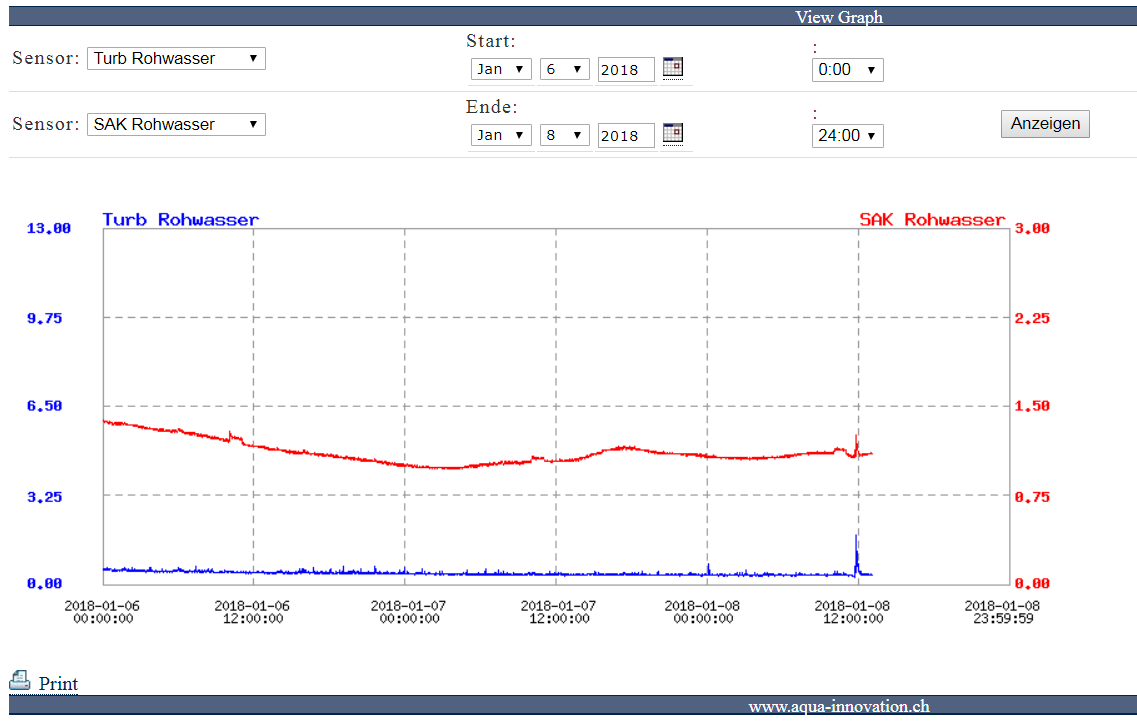 View Graph
Start:
Sensor: Turb Rohwasser
Jan 6 2018
:
0:00
Ende:
Sensor: SAK Rohwasser
Jan 8 2018
:
24:00
Anzeigen
Turb Rohwasser SAK Rohwasser
13.00 3.00
9.75 2.25
6.50 1.50
3.25 0.75
0.00 0.00
2018-01-06 2018-01-06 2018-01-07 2018-01-07 2018-01-08 2018-01-08 2018-01-08
00:00:00 12:00:00 00:00:00 12:00:00 00:00:00 12:00:00 23:59:59
Print
www.aqua-innovation.ch